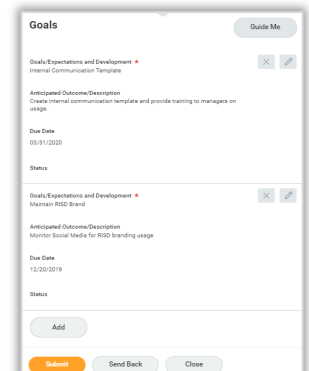 Goals
Guide Me
Goals/Expectations and Development *
Internal Communication Template
Anticipated Outcome/Description
Create internal communication template and provide training to managers on
usage.
Due Date
03/31/2020
Status
Goals/Expectations and Development *
Maintain RISD Brand
Anticipated Outcome/Description
Monitor Social Media for RISD branding usage
Due Date
12/20/2019
Status
Add
Submit
Send Back
Close